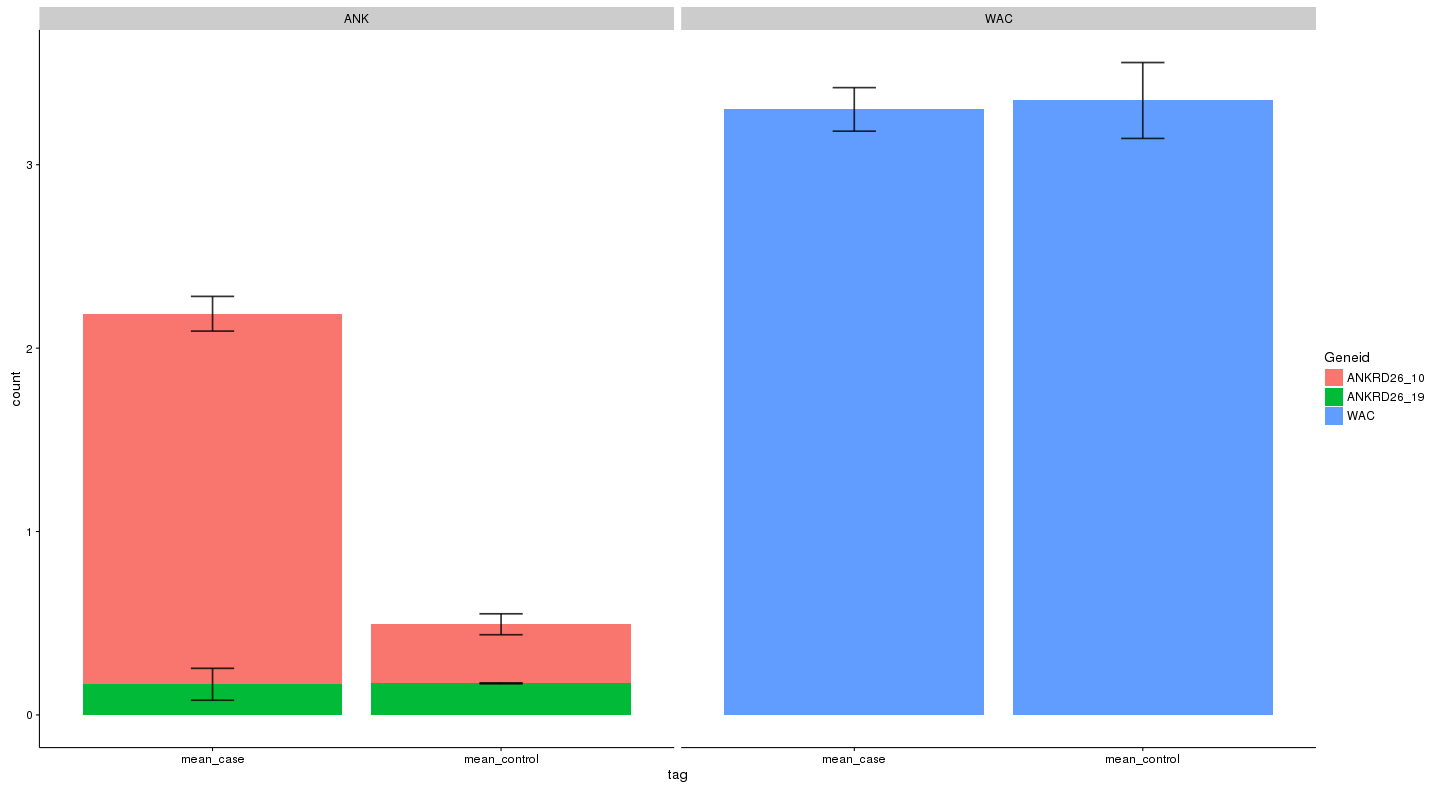 ANK
WAC
count
3
2
1
0
mean_case
mean_control
mean_case
mean_control
tag
Geneid
ANKRD26_10
ANKRD26_19
WAC